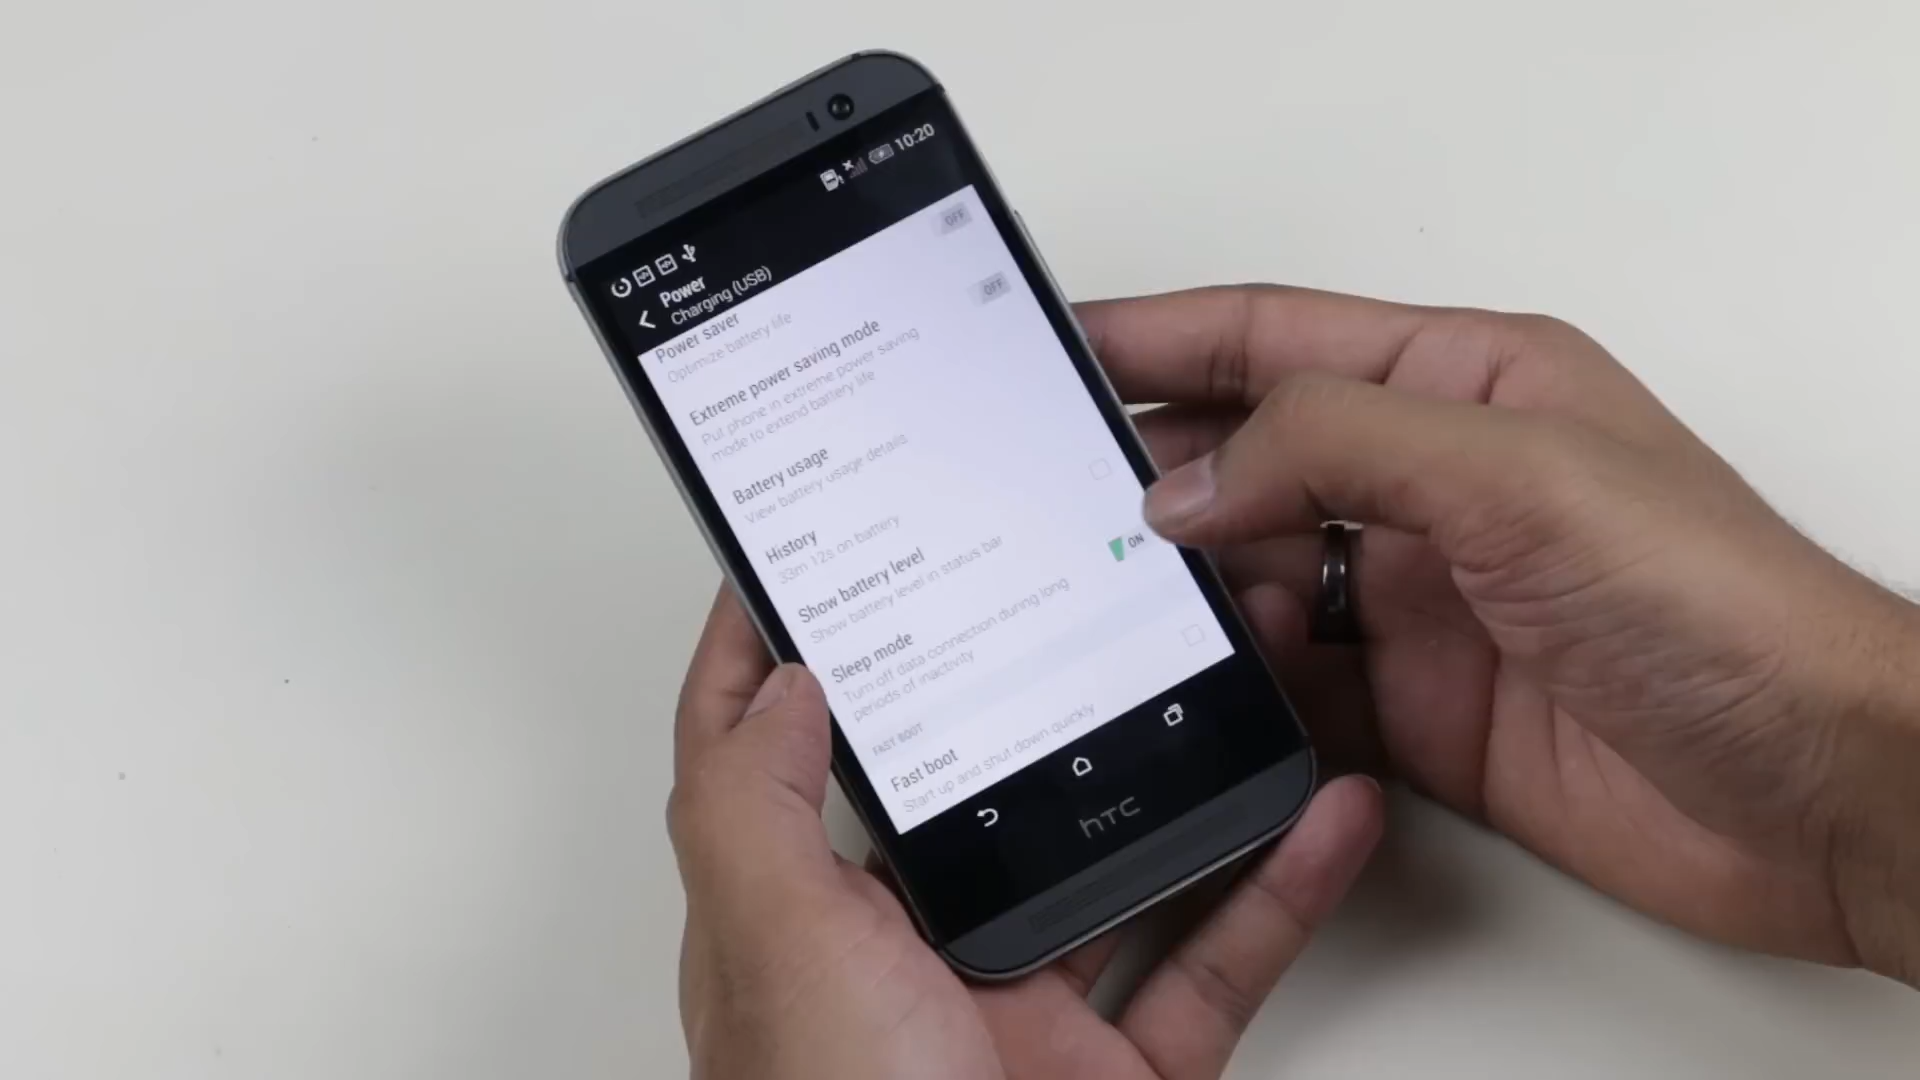 10:20
Power
Charging (USB)
Power saver
OFF
Optimize battery life
Extreme power saving mode
OFF
Put phone in extreme power saving
mode to extend battery life
Battery usage
View battery usage details
History
33m 12s on battery
Show battery level
Show battery level in status bar
Sleep mode
ON
Turn off data connection during long
periods of inactivity
FAST BOOT
Fast boot
Start up and shut down quickly
hTC